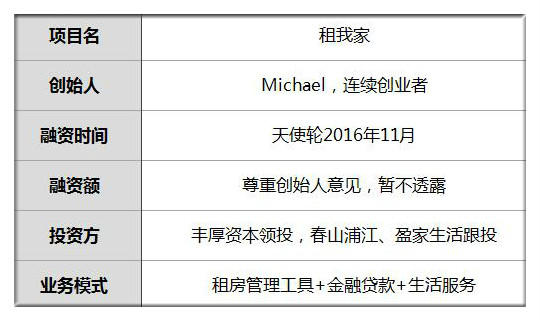 项目名 租我家
创始人 Michael，连续创业者
融资时间 天使轮2016年11月
融资额 尊重创始人意见，暂不透露
投资方 丰厚资本领投，春山浦江、盈家生活跟投
业务模式 租房管理工具+金融贷款+生活服务